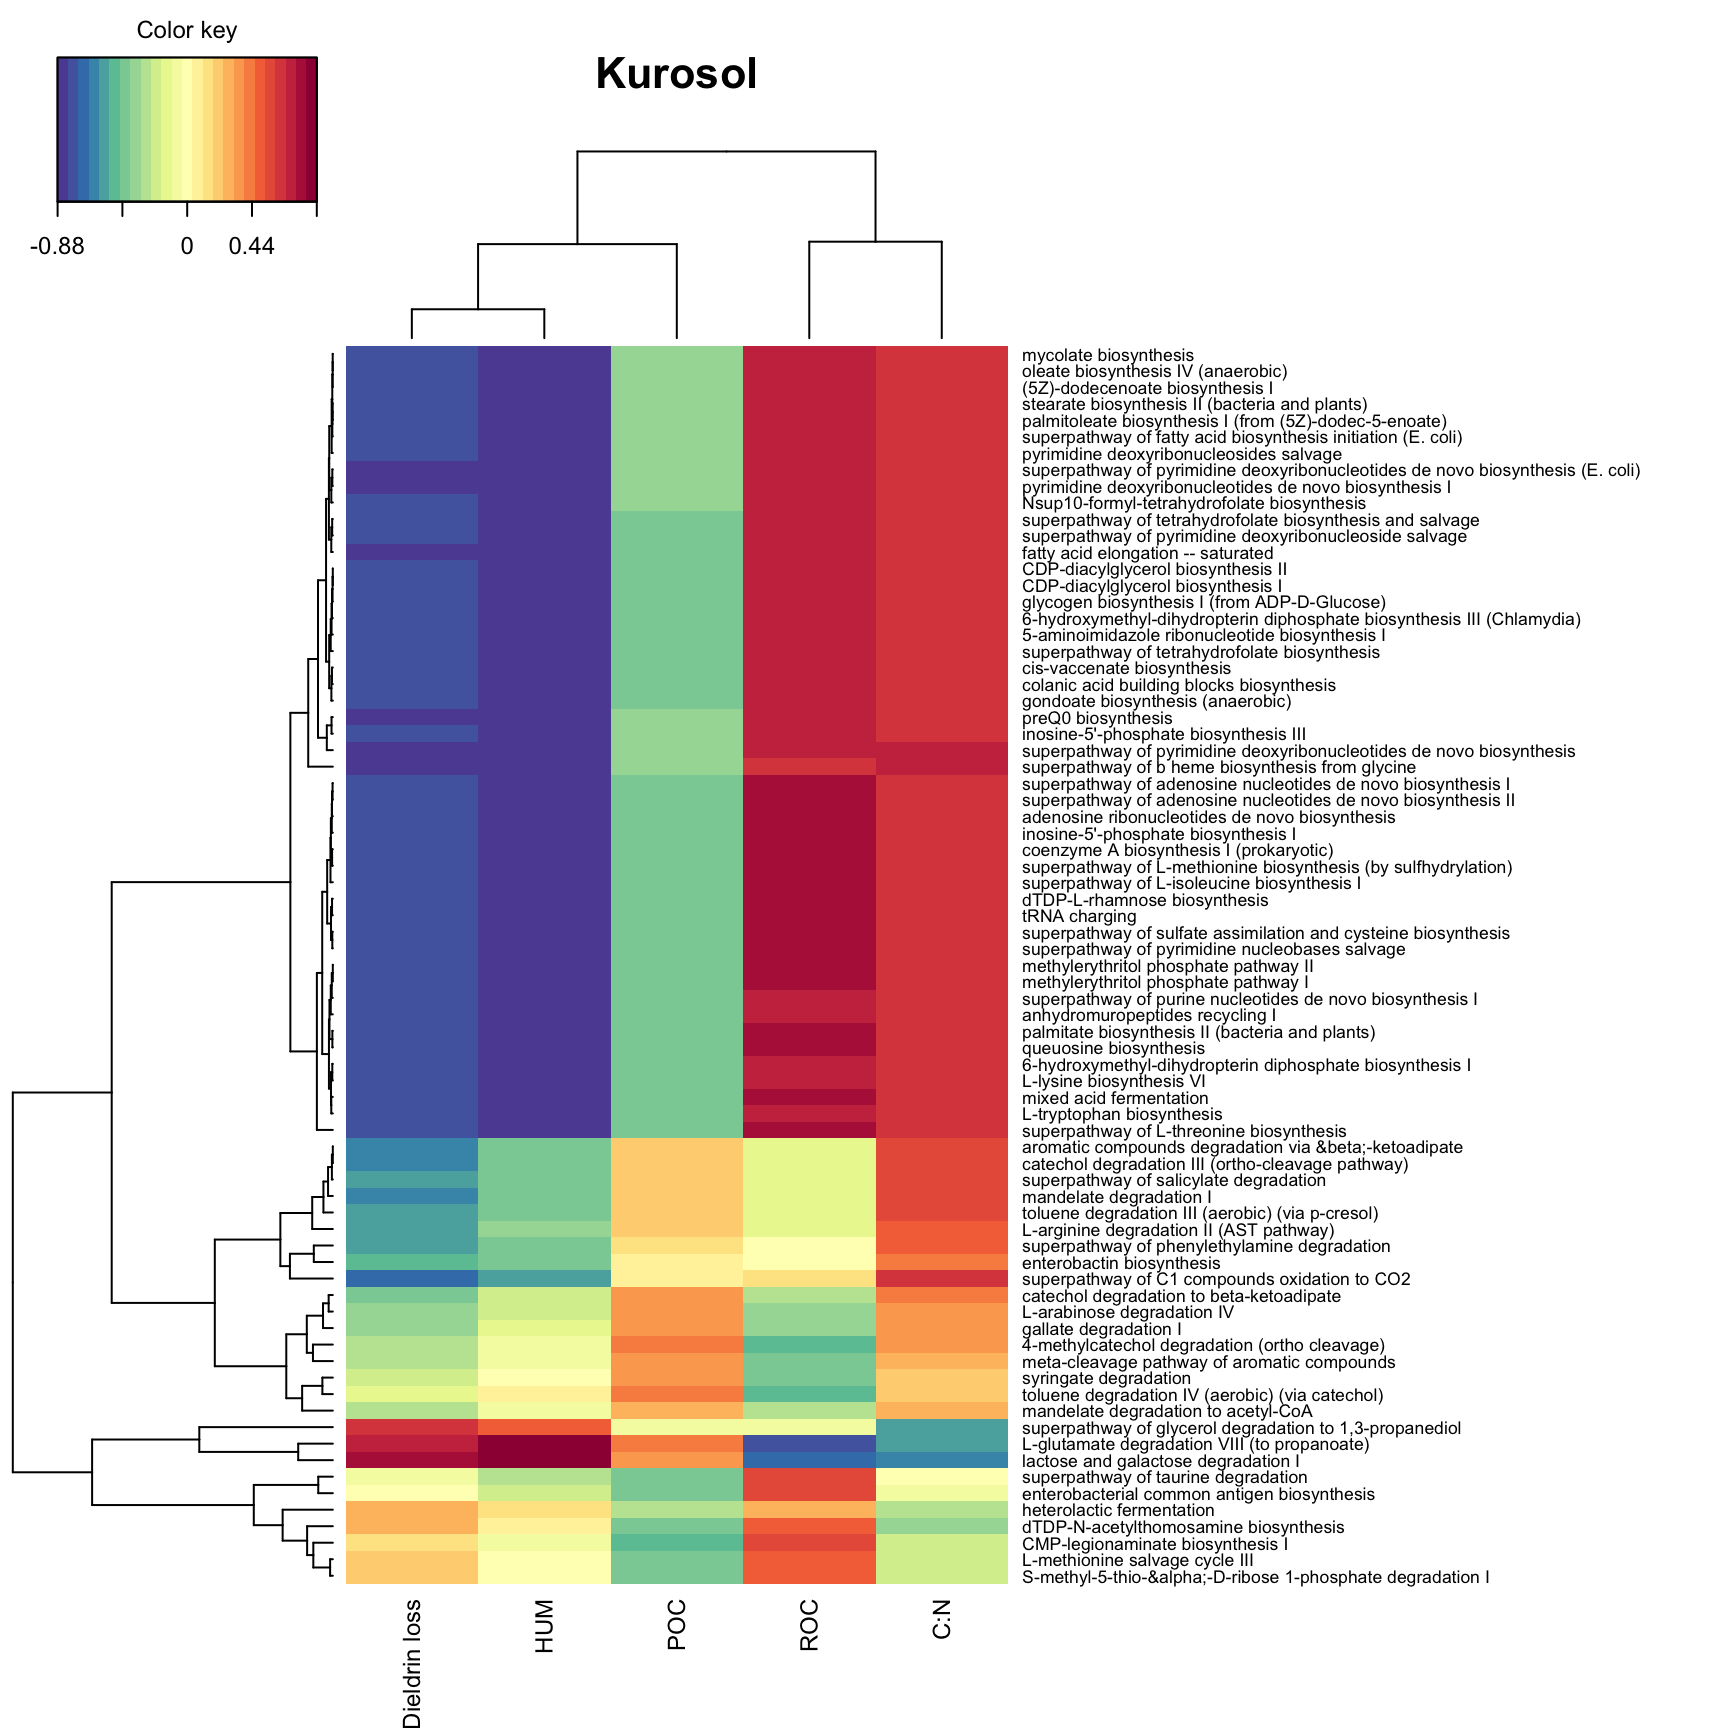 Color key
-0.88 0 0.44
Kurosol
mycolate biosynthesis
oleate biosynthesis IV (anaerobic)
(5Z)-dodecenoate biosynthesis I
stearate biosynthesis II (bacteria and plants)
palmitoleate biosynthesis I (from (5Z)-dodec-5-enoate)
superpathway of fatty acid biosynthesis initiation (E. coli)
pyrimidine deoxyribonucleosides salvage
superpathway of pyrimidine deoxyribonucleotides de novo biosynthesis (E. coli)
pyrimidine deoxyribonucleotides de novo biosynthesis I
Nsup10-formyl-tetrahydrofolate biosynthesis
superpathway of tetrahydrofolate biosynthesis and salvage
superpathway of pyrimidine deoxyribonucleoside salvage
fatty acid elongation -- saturated
CDP-diacylglycerol biosynthesis II
CDP-diacylglycerol biosynthesis I
glycogen biosynthesis I (from ADP-D-Glucose)
6-hydroxymethyl-dihydropterin diphosphate biosynthesis III (Chlamydia)
5-aminoimidazole ribonucleotide biosynthesis I
superpathway of tetrahydrofolate biosynthesis
cis-vaccenate biosynthesis
colanic acid building blocks biosynthesis
gondoate biosynthesis (anaerobic)
preQ0 biosynthesis
inosine-5'-phosphate biosynthesis III
superpathway of pyrimidine deoxyribonucleotides de novo biosynthesis
superpathway of b heme biosynthesis from glycine
superpathway of adenosine nucleotides de novo biosynthesis I
superpathway of adenosine nucleotides de novo biosynthesis II
adenosine ribonucleotides de novo biosynthesis
inosine-5'-phosphate biosynthesis I
coenzyme A biosynthesis I (prokaryotic)
superpathway of L-methionine biosynthesis (by sulfhydrylation)
superpathway of L-isoleucine biosynthesis I
dTDP-L-rhamnose biosynthesis
tRNA charging
superpathway of sulfate assimilation and cysteine biosynthesis
superpathway of pyrimidine nucleobases salvage
methylerythritol phosphate pathway II
methylerythritol phosphate pathway I
superpathway of purine nucleotides de novo biosynthesis I
anhydromuropeptides recycling I
palmitate biosynthesis II (bacteria and plants)
queuosine biosynthesis
6-hydroxymethyl-dihydropterin diphosphate biosynthesis I
L-lysine biosynthesis VI
mixed acid fermentation
L-tryptophan biosynthesis
superpathway of L-threonine biosynthesis
aromatic compounds degradation via &beta;-ketoadipate
catechol degradation III (ortho-cleavage pathway)
superpathway of salicylate degradation
mandelate degradation I
toluene degradation III (aerobic) (via p-cresol)
L-arginine degradation II (AST pathway)
superpathway of phenylethylamine degradation
enterobactin biosynthesis
superpathway of C1 compounds oxidation to CO2
catechol degradation to beta-ketoadipate
L-arabinose degradation IV
gallate degradation I
4-methylcatechol degradation (ortho cleavage)
meta-cleavage pathway of aromatic compounds
syringate degradation
toluene degradation IV (aerobic) (via catechol)
mandelate degradation to acetyl-CoA
superpathway of glycerol degradation to 1,3-propanediol
L-glutamate degradation VIII (to propanoate)
lactose and galactose degradation I
superpathway of taurine degradation
enterobacterial common antigen biosynthesis
heterolactic fermentation
dTDP-N-acetylthomosamine biosynthesis
CMP-legionaminate biosynthesis I
L-methionine salvage cycle III
S-methyl-5-thio-&alpha;-D-ribose 1-phosphate degradation I
Dieldrin loss
HUM
POC
ROC
C:N